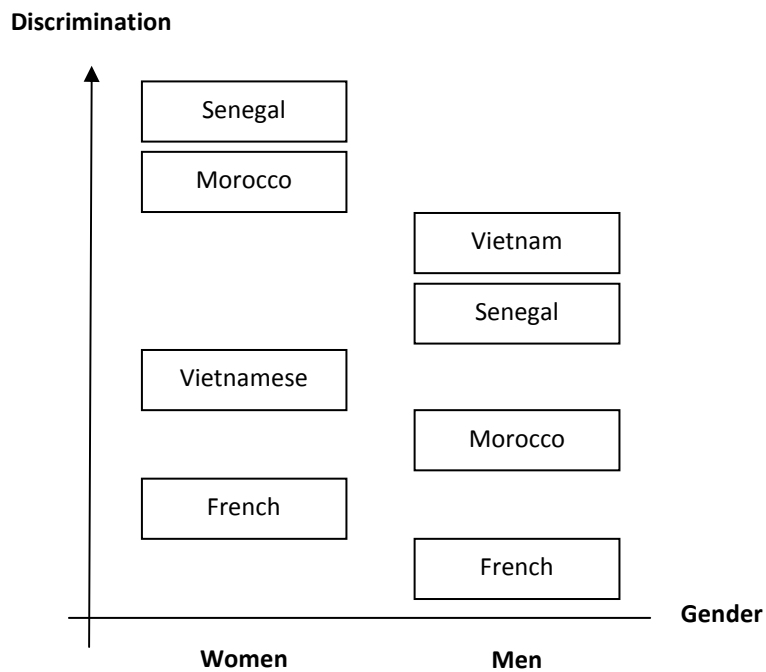 Discrimination
Senegal
Morocco
Vietnam
Senegal
Vietnamese
Morocco
French
French
Gender
Women
Men